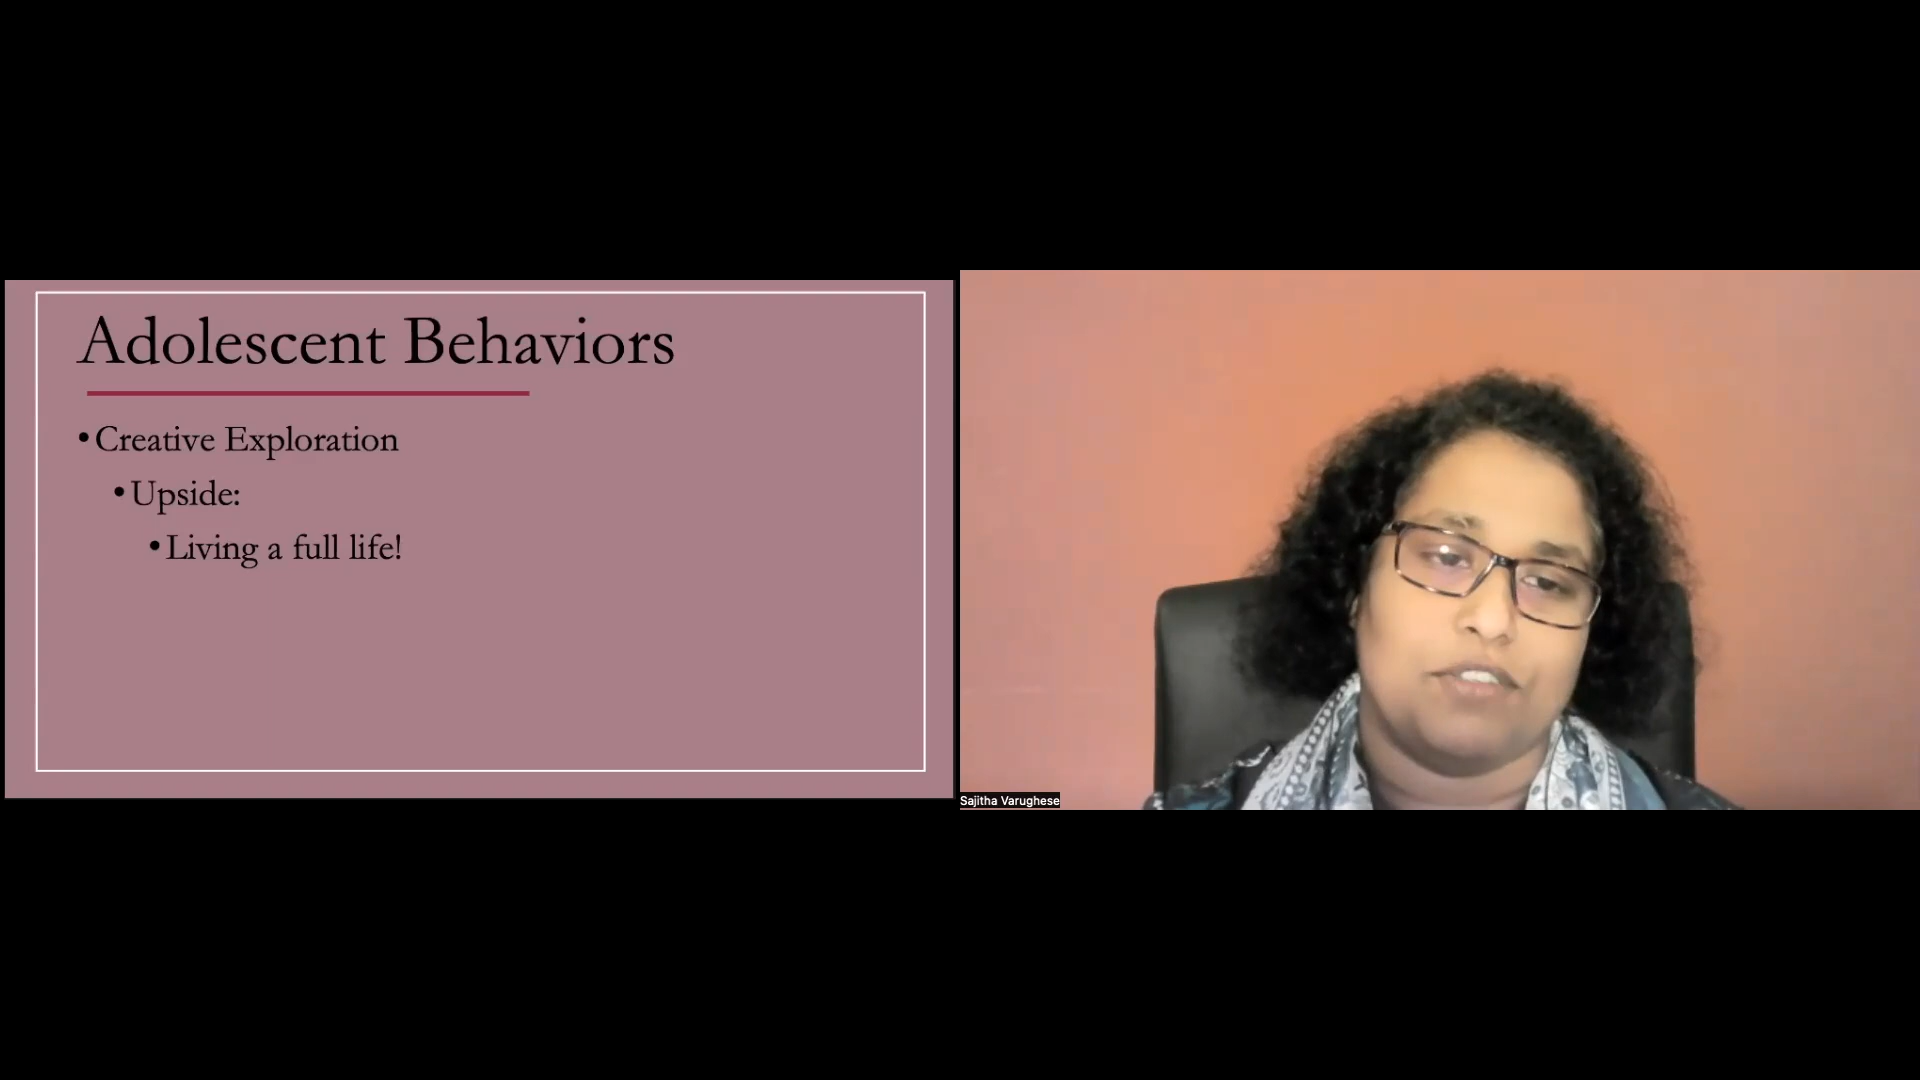 Adolescent Behaviors
•Creative Exploration
•Upside:
•Living a full life!
Sajitha Varughese